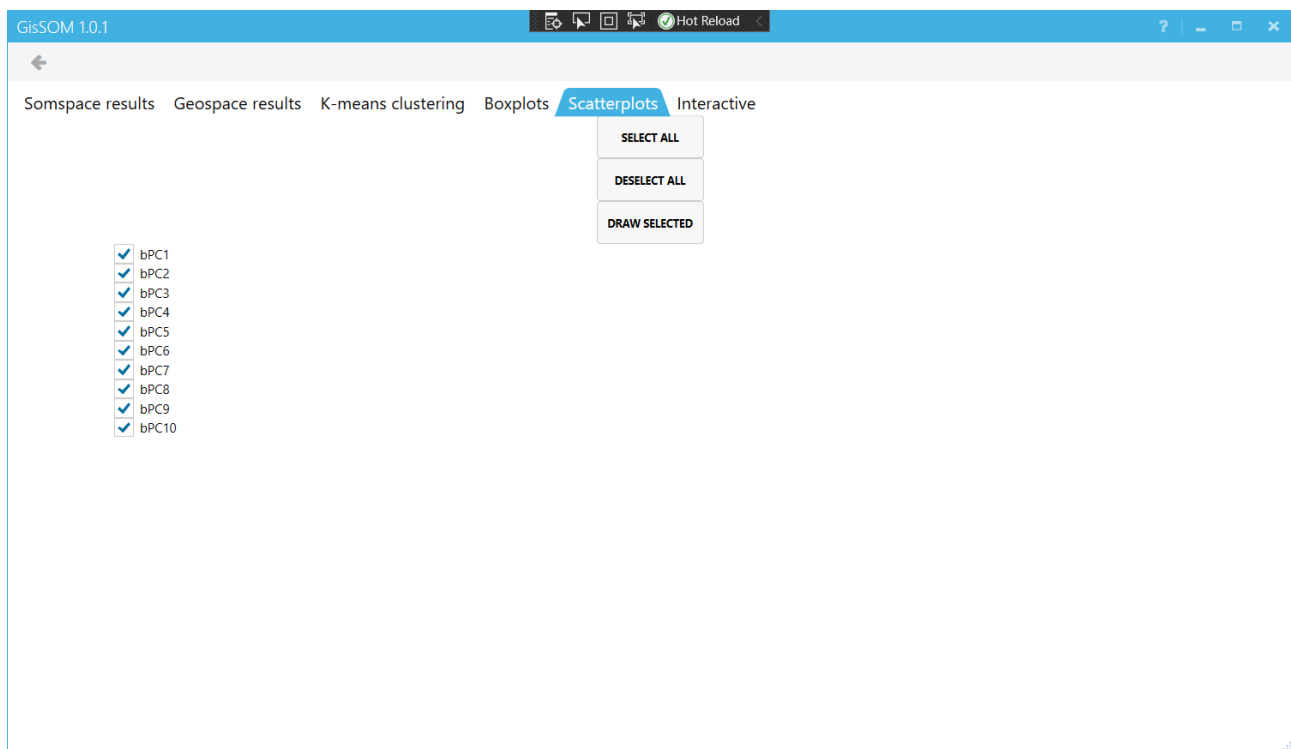 GisSOM 1.0.1
Hot Reload
?
Somspace results Geospace results K-means clustering Boxplots Scatterplots Interactive
SELECT ALL
DESELECT ALL
DRAW SELECTED
bPC1
bPC2
bPC3
bPC4
bPC5
bPC6
bPC7
bPC8
bPC9
bPC10